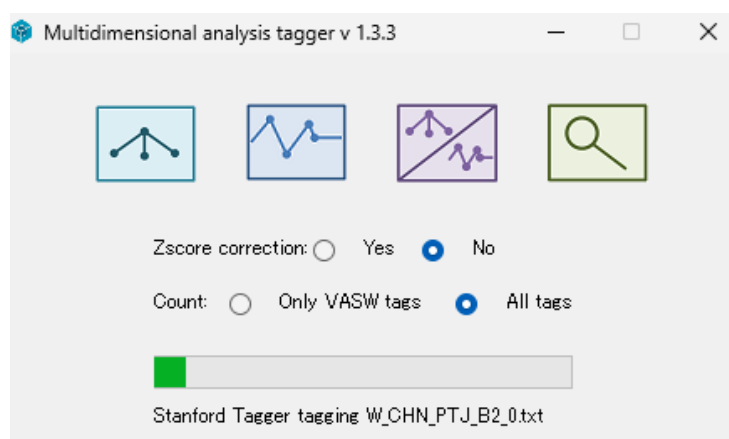 Multidimensional analysis tagger v 1.3.3
Zscore correction: Yes No
Count: Only VASW tags All tags
Stanford Tagger tagging W_CHN_PTJ_B2_0.txt